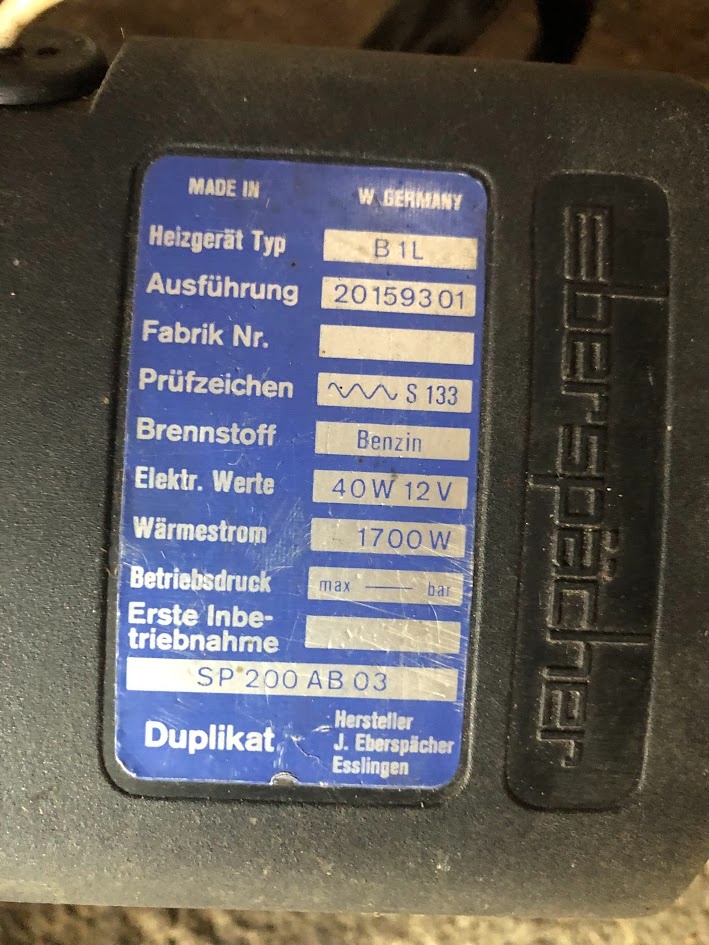 MADE IN W. GERMANY
Heizgerät Typ B 1L
Ausführung 20159301
Fabrik Nr.
Prüfzeichen S 133
Brennstoff Benzin
Elektr. Werte 40W 12V
Wärmestrom 1700W
Betriebsdruck max — bar
Erste Inbe-
triebnahme
SP 200 AB 03
Duplikat
Hersteller
J. Eberspächer
Esslingen
Eberspächer